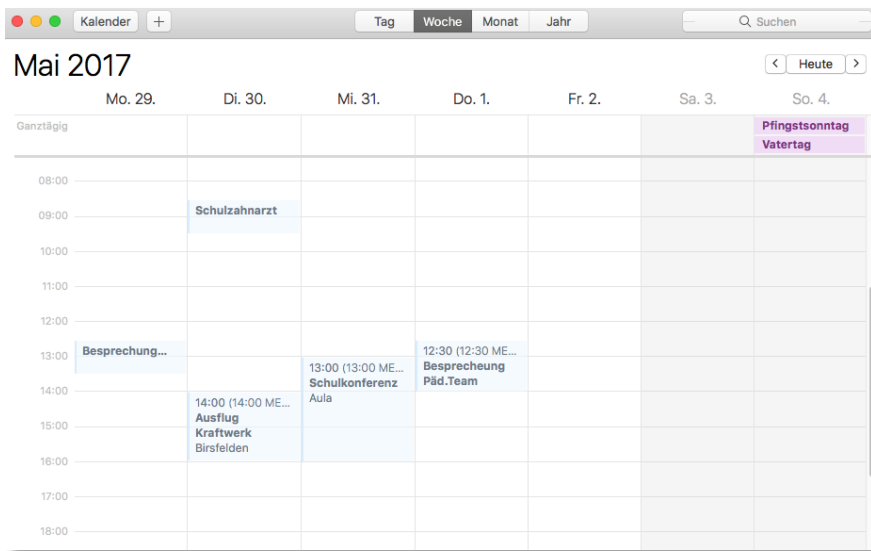 Kalender +
Tag Woche Monat Jahr
Suchen
Mai 2017
< Heute >
Mo. 29. Di. 30. Mi. 31. Do. 1. Fr. 2. Sa. 3. So. 4.
Ganztägig
Pfingstsonntag
Vatertag
08:00
Schulzahnarzt
09:00
10:00
11:00
12:00
Besprechung...
12:30 (12:30 ME...
Besprecheung
Päd.Team
13:00
13:00 (13:00 ME...
Schulkonferenz
Aula
14:00
14:00 (14:00 ME...
Ausflug
Kraftwerk
Birsfelden
15:00
16:00
17:00
18:00